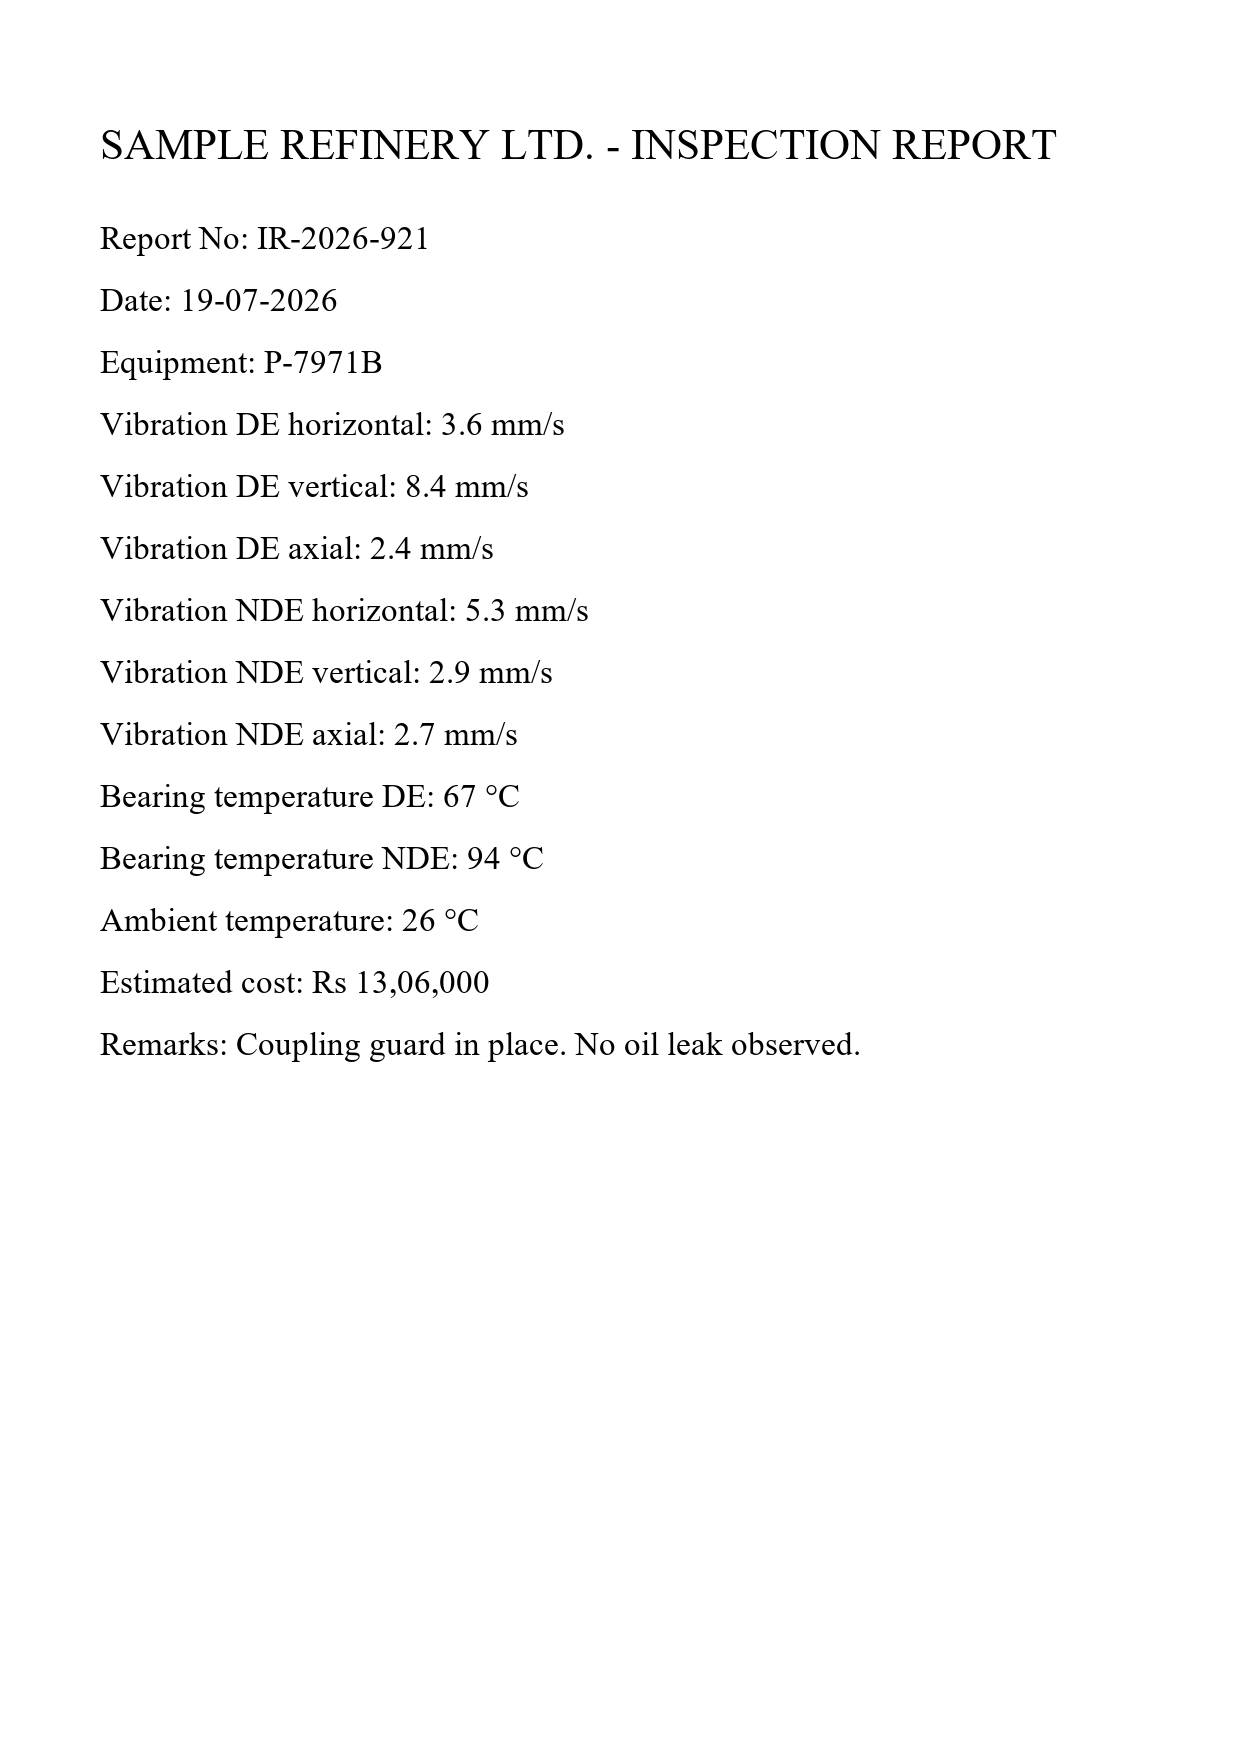 SAMPLE REFINERY LTD. - INSPECTION REPORT
Report No: IR-2026-921
Date: 19-07-2026
Equipment: P-7971B
Vibration DE horizontal: 3.6 mm/s
Vibration DE vertical: 8.4 mm/s
Vibration DE axial: 2.4 mm/s
Vibration NDE horizontal: 5.3 mm/s
Vibration NDE vertical: 2.9 mm/s
Vibration NDE axial: 2.7 mm/s
Bearing temperature DE: 67 °C
Bearing temperature NDE: 94 °C
Ambient temperature: 26 °C
Estimated cost: Rs 13,06,000
Remarks: Coupling guard in place. No oil leak observed.